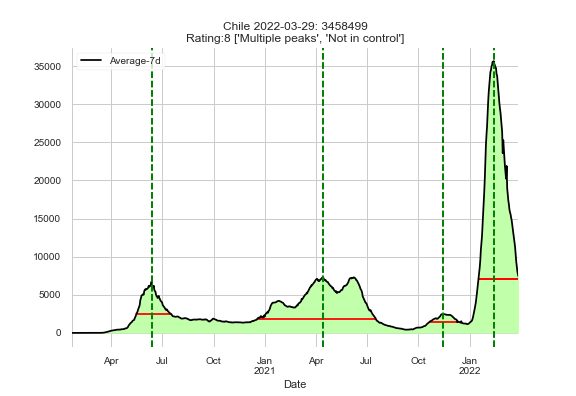 Chile 2022-03-29: 3458499
Rating:8 ['Multiple peaks', 'Not in control']
Average-7d
35000
30000
25000
20000
15000
10000
5000
0
Apr Jul Oct Jan Apr Jul Oct Jan
2021 2022
Date